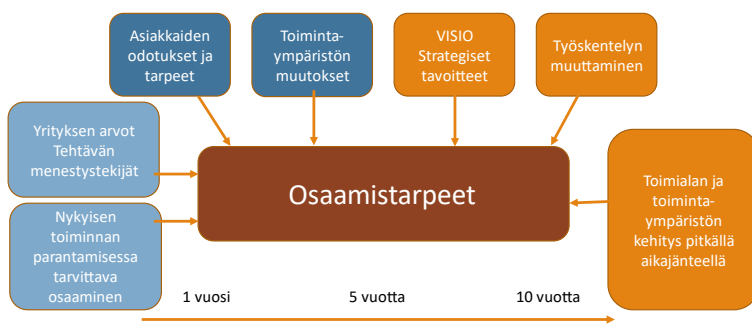 Asiakkaiden
odotukset ja
tarpeet
Toiminta-
ympäristön
muutokset
VISIO
Strategiset
tavoitteet
Työskentelyn
muuttaminen
Yrityksen arvot
Tehtävän
menestystekijät
Osaamistarpeet
Toimialan ja
toiminta-
ympäristön
kehitys pitkällä
aikajänteellä
Nykyisen
toiminnan
parantamisessa
tarvittava
osaaminen
1 vuosi
5 vuotta
10 vuotta